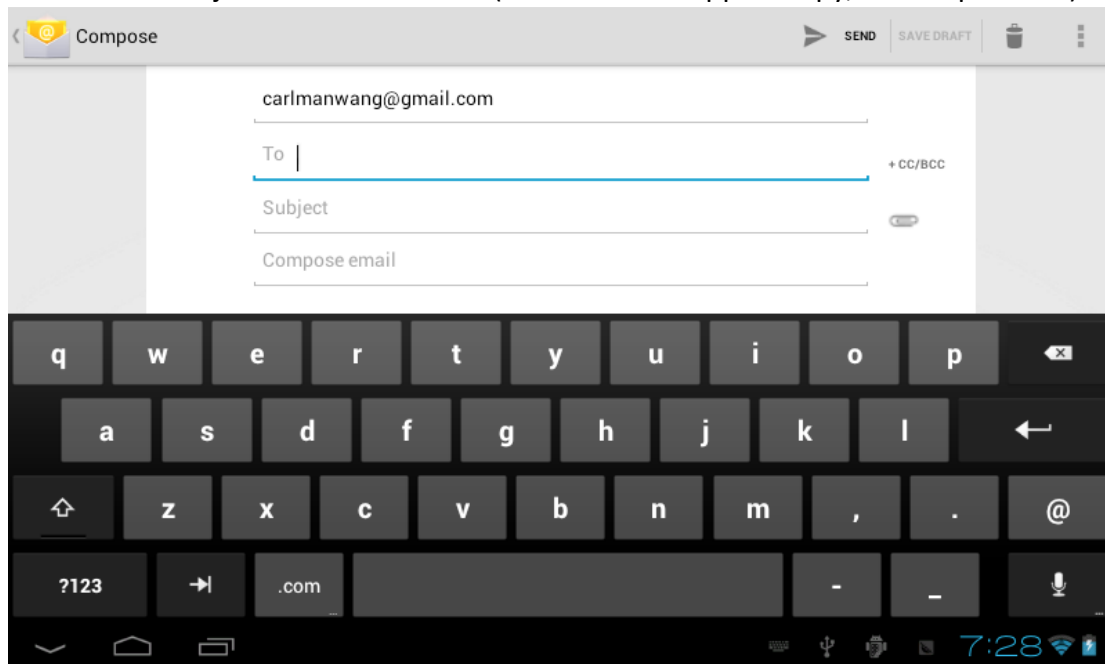 Compose
SEND
SAVE DRAFT
carlmanwang@gmail.com
To
+ CC/BCC
Subject
Compose email
q w e r t y u i o p
a s d f g h j k l
z x c v b n m , . @
?123 .com - _
7:28